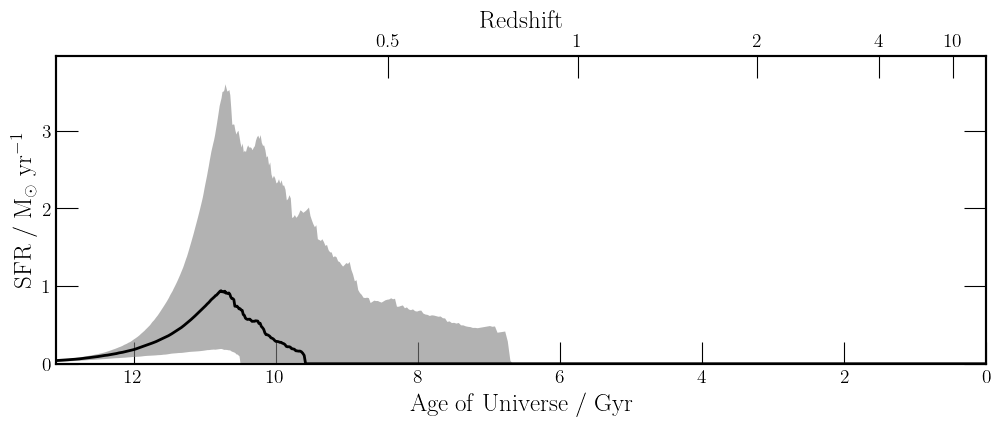 Redshift
0.5 1 2 4 10
3
2
1
0
SFR / M⊙ yr⁻¹
12 10 8 6 4 2 0
Age of Universe / Gyr